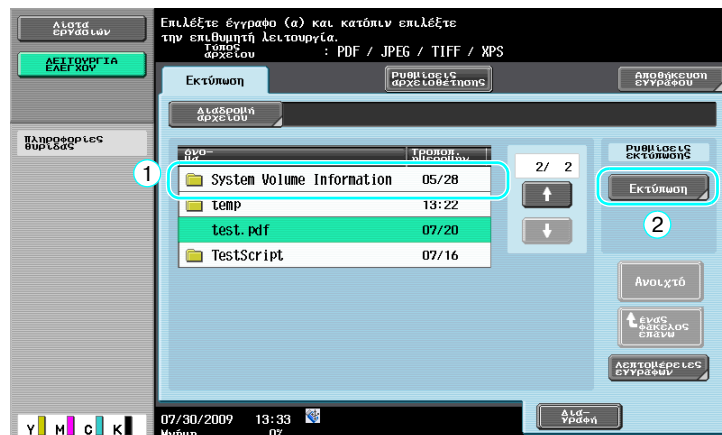 Λίστα
εργασιών
ΛΕΙΤΟΥΡΓΙΑ
ΕΛΕΓΧΟΥ
Πληροφορίες
θυρίδας
Επιλέξτε έγγραφο (α) και κατόπιν επιλέξτε
την επιθυμητή λειτουργία.
Τύπος
αρχείου : PDF / JPEG / TIFF / XPS
Εκτύπωση
Ρυθμίσεις
αρχειοθέτησης
Αποθήκευση
εγγράφου
Διαδρομή
αρχείου
Ονο-
μα
Τροποπ.
ημερομην
1
System Volume Information 05/28
temp 13:22
test.pdf 07/20
TestScript 07/16
2/ 2
Ρυθμίσεις
εκτύπωσης
Εκτύπωση
2
Ανοιχτό
ένας
φάκελος
επάνω
Λεπτομέρειες
εγγράφων
Δια-
γραφή
07/30/2009 13:33
Μνήμη 0%
Y M C K